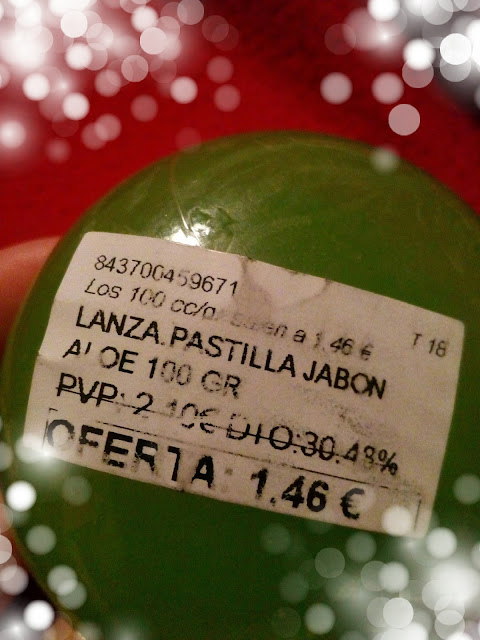 843700459671
Los 100 cc/g a 1.46 €
T 18
LANZA.PASTILLA JABON
ALOE 100 GR
PVP: 2.10€ DTO:30.48%
OFERTA: 1.46 €